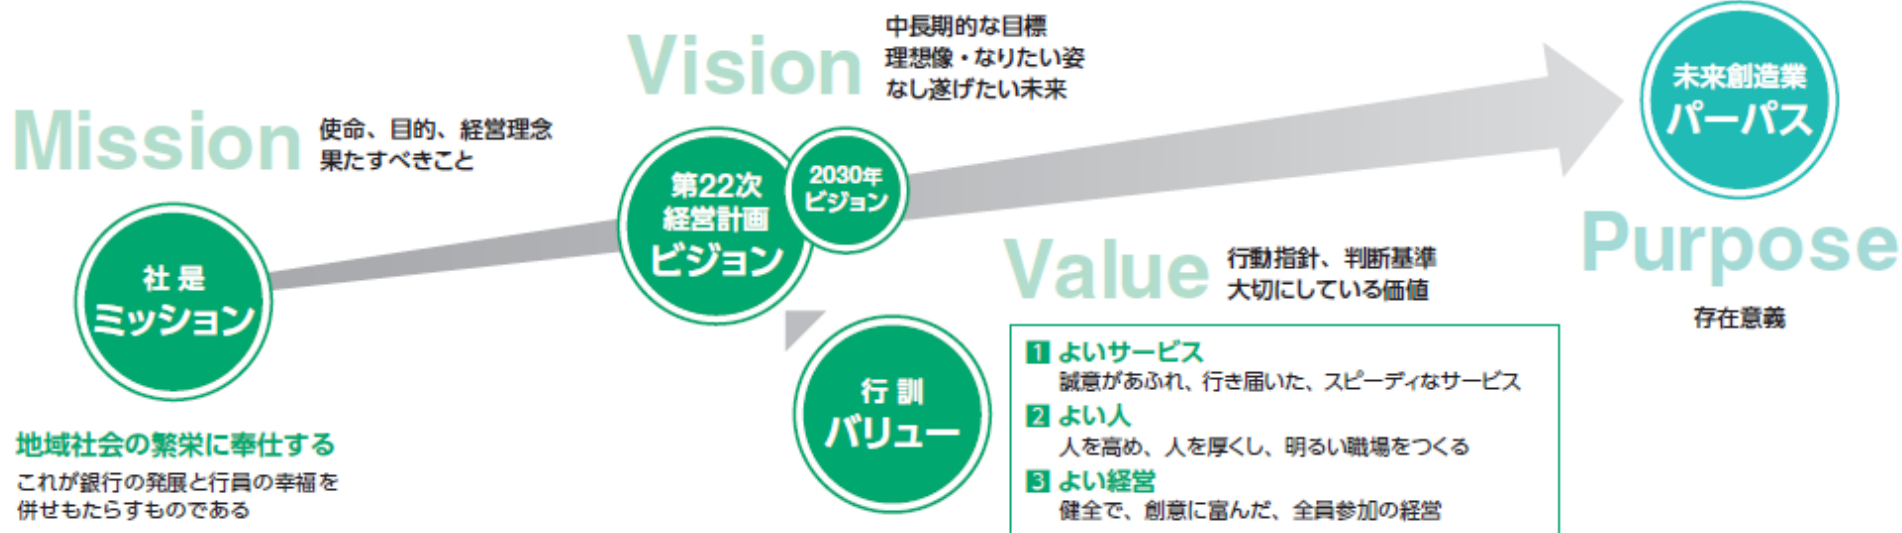 Mission
使命、目的、経営理念
果たすべきこと
社是
ミッション
地域社会の繁栄に奉仕する
これが銀行の発展と行員の幸福を
併せもたらすものである
Vision
中長期的な目標
理想像・なりたい姿
なし遂げたい未来
第22次
経営計画
ビジョン
2030年
ビジョン
行訓
バリュー
Value
行動指針、判断基準
大切にしている価値
1 よいサービス
誠意があふれ、行き届いた、スピーディなサービス
2 よい人
人を高め、人を厚くし、明るい職場をつくる
3 よい経営
健全で、創意に富んだ、全員参加の経営
未来創造業
パーパス
Purpose
存在意義